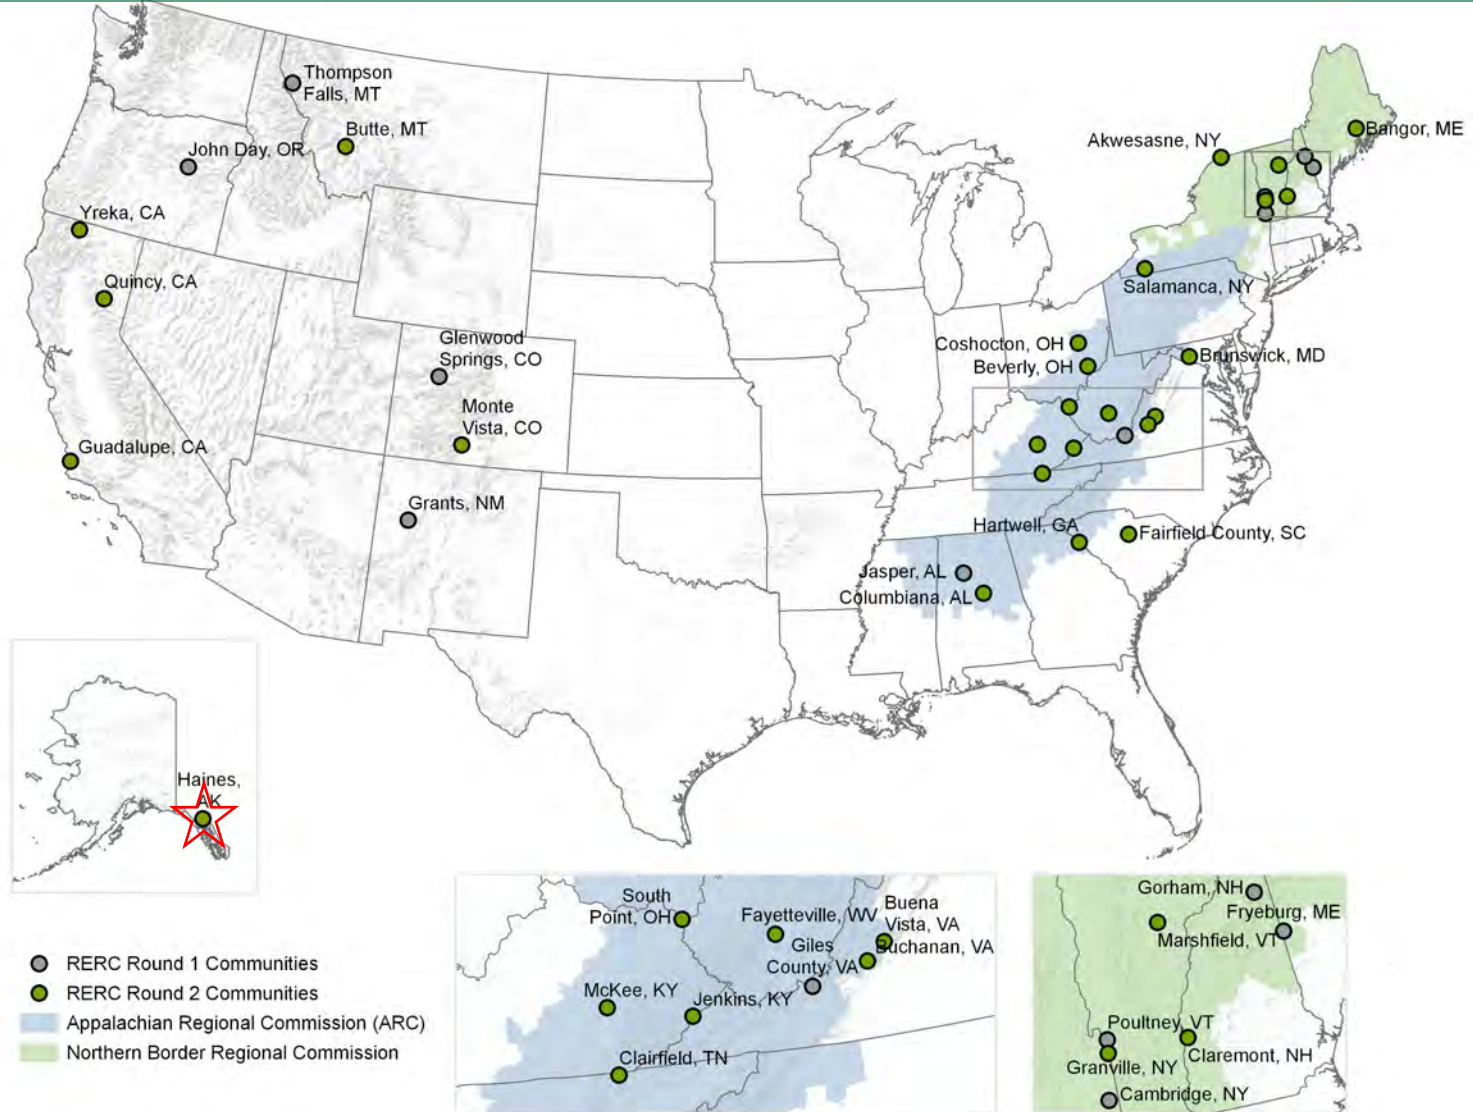 Thompson
Falls, MT
Butte, MT
John Day, OR
Yreka, CA
Quincy, CA
Glenwood
Springs, CO
Monte
Vista, CO
Guadalupe, CA
Grants, NM
Akwesasne, NY
Bangor, ME
Salamanca, NY
Coshocton, OH
Beverly, OH
Brunswick, MD
Hartwell, GA
Fairfield County, SC
Jasper, AL
Columbiana, AL
Haines,
AK
RERC Round 1 Communities
RERC Round 2 Communities
Appalachian Regional Commission (ARC)
Northern Border Regional Commission
South
Point, OH
Fayetteville, WV
Buena
Vista, VA
Buchanan, VA
Giles
County, VA
McKee, KY
Jenkins, KY
Clairfield, TN
Gorham, NH
Fryeburg, ME
Marshfield, VT
Poultney, VT
Granville, NY
Claremont, NH
Cambridge, NY